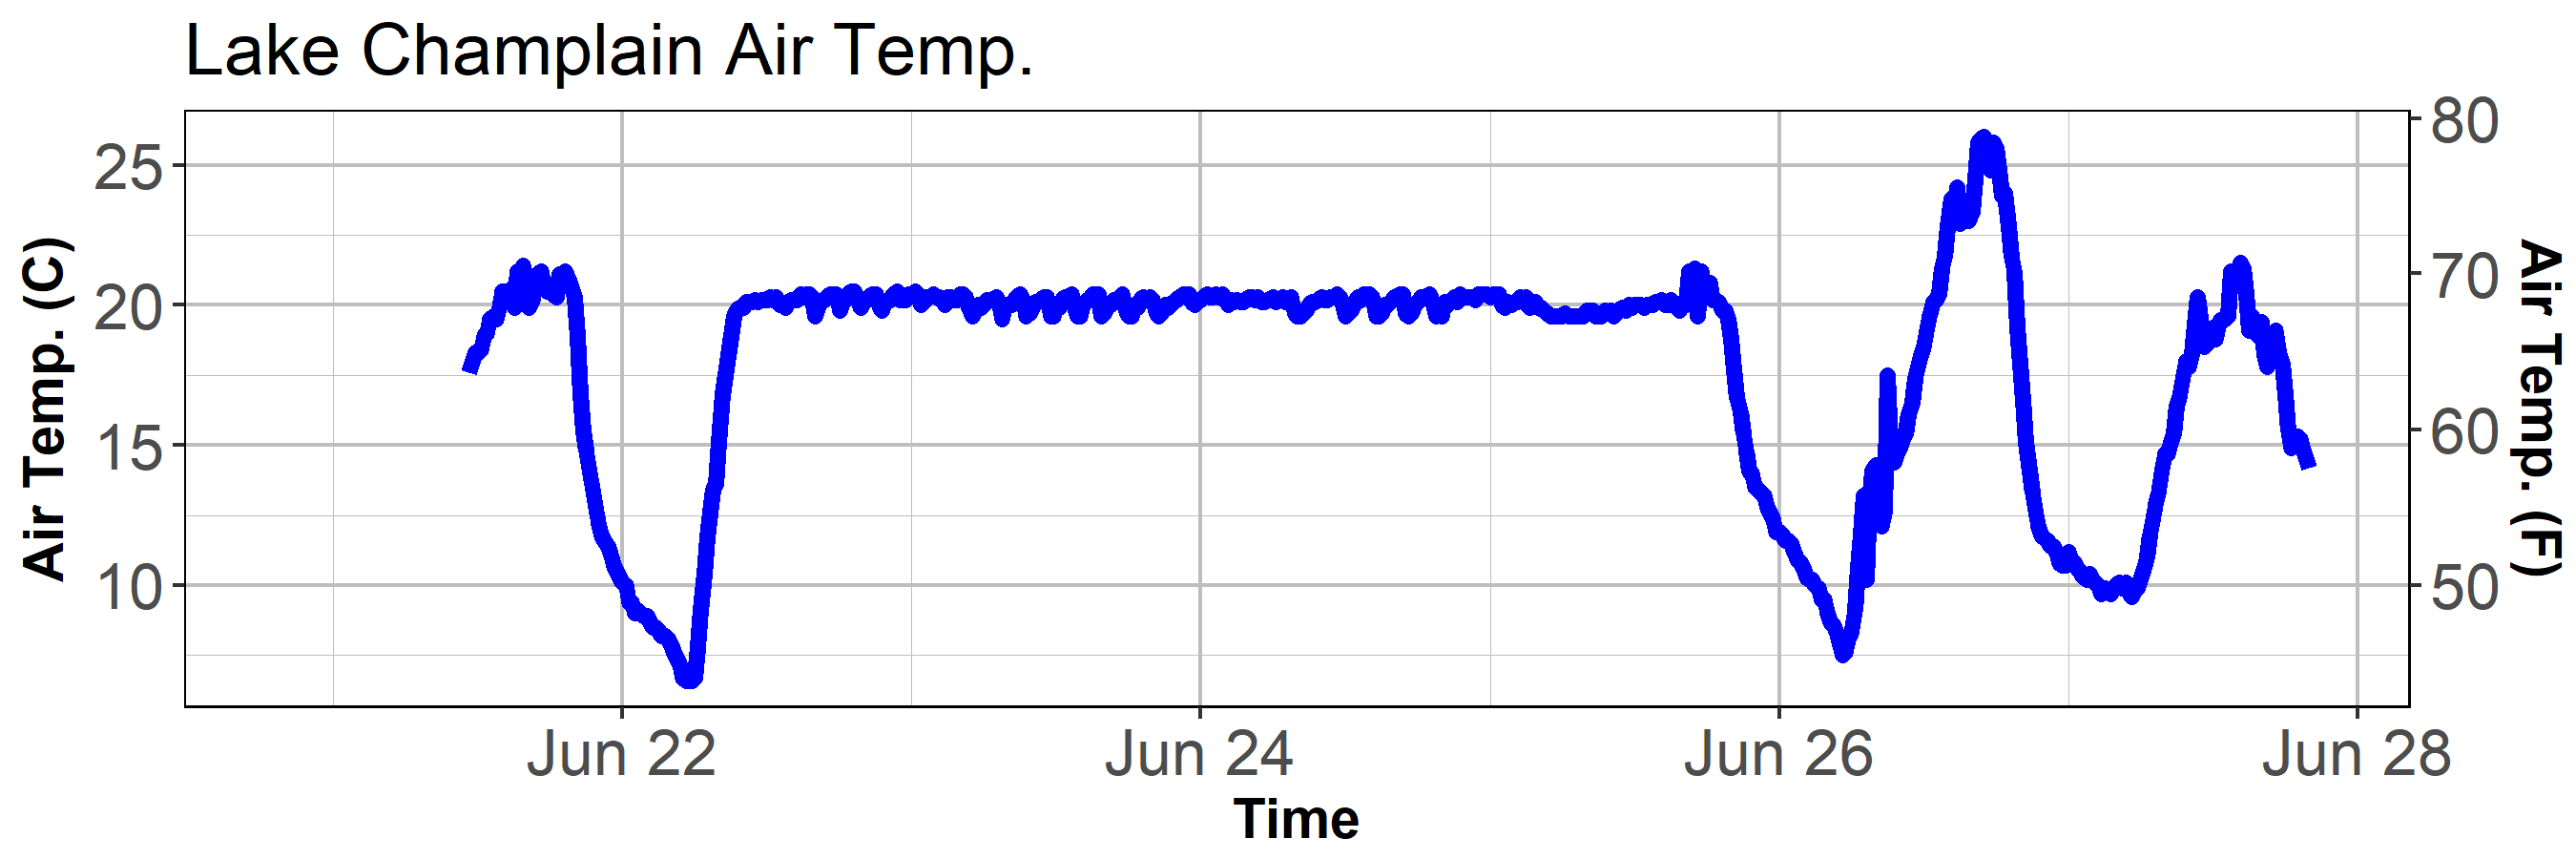 Lake Champlain Air Temp.
Air Temp. (C)
25
20
15
10
80
70
60
50
Air Temp. (F)
Jun 22 Jun 24 Jun 26 Jun 28
Time